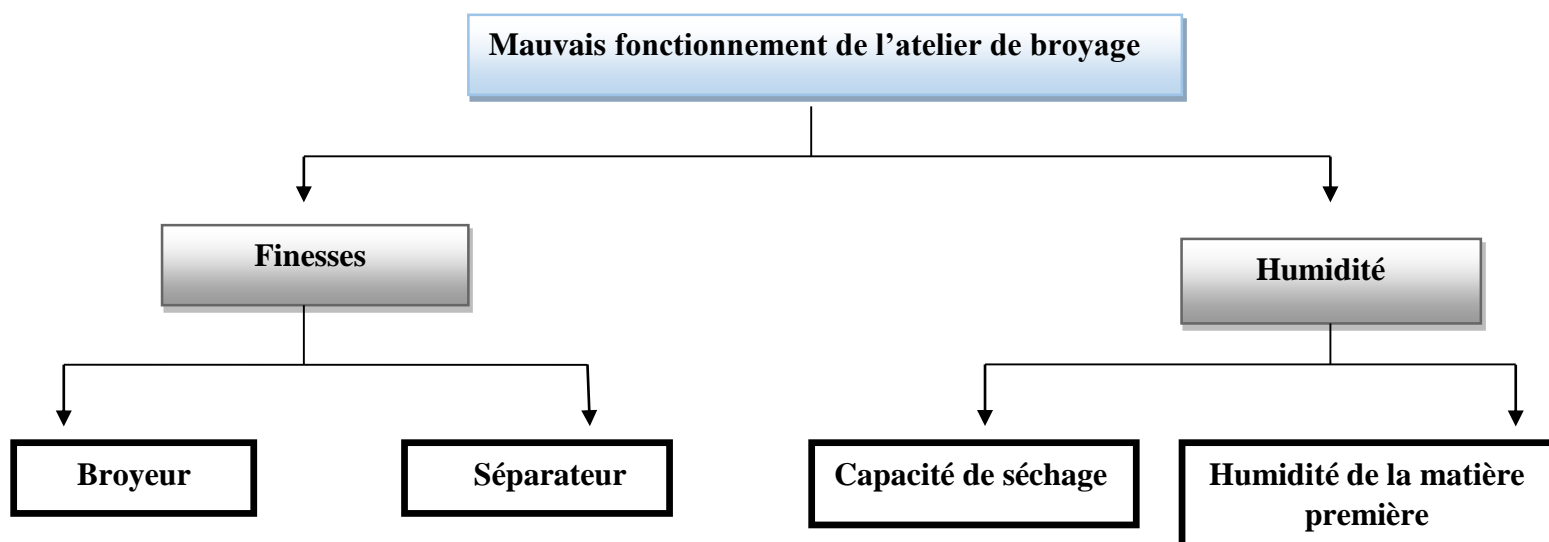 Mauvais fonctionnement de l’atelier de broyage
Finesses
Humidité
Broyeur
Séparateur
Capacité de séchage
Humidité de la matière
première